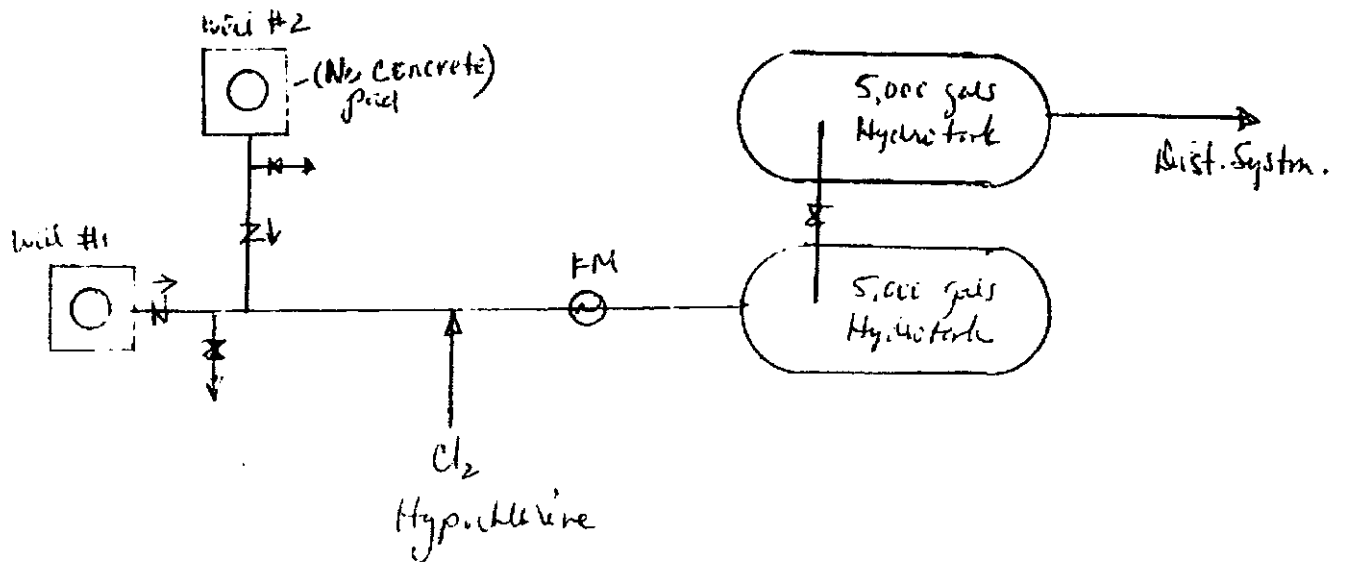 Well #2
(No Concrete)
pad
5,000 gals
Hydrotank
Dist. System.
Well #1
FM
5,000 gals
Hydrotank
Cl₂
Hypochlorine